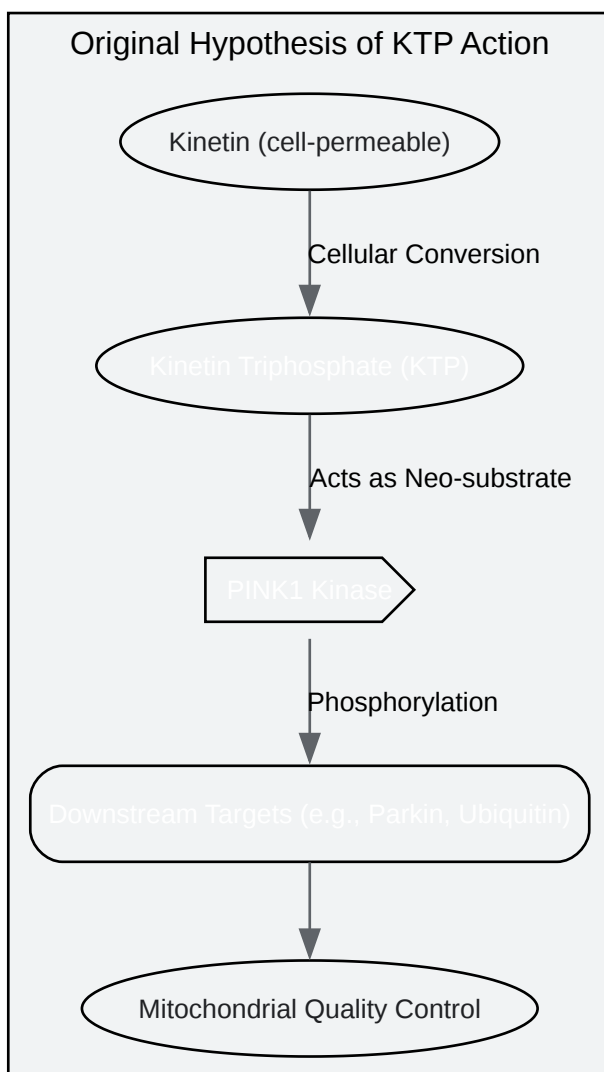 Original Hypothesis of KTP Action
Kinetin (cell-permeable)
Cellular Conversion
Kinetin Triphosphate (KTP)
Acts as Neo-substrate
PINK1 Kinase
Phosphorylation
Downstream Targets (e.g., Parkin, Ubiquitin)
Mitochondrial Quality Control